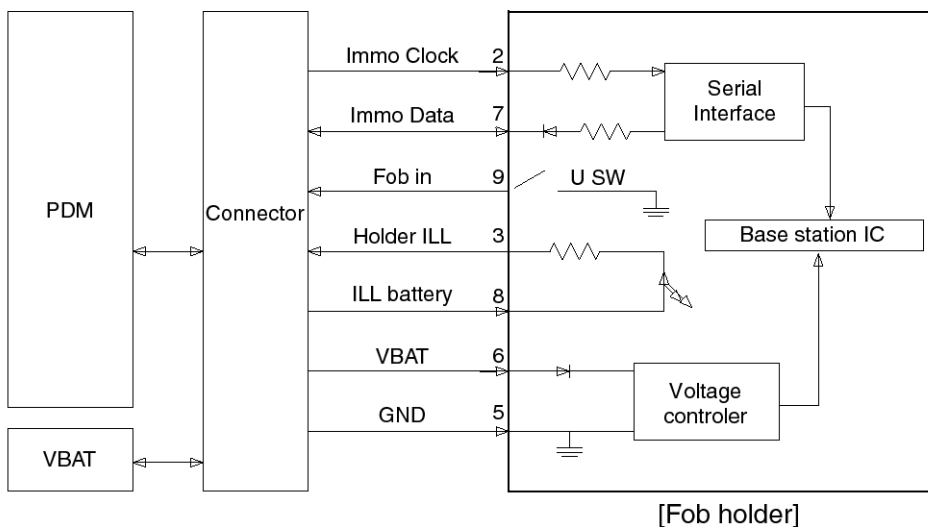 Immo Clock
2
Serial
Interface
Immo Data
7
Fob in
9
U SW
PDM
Connector
Holder ILL
3
Base station IC
ILL battery
8
VBAT
6
Voltage
controler
GND
5
VBAT
[Fob holder]